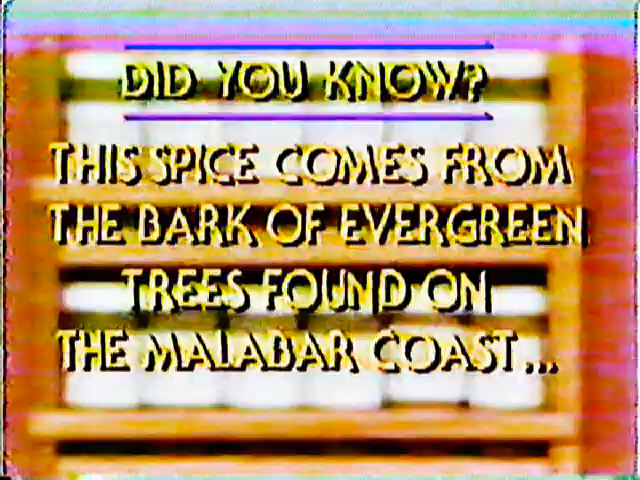 DID YOU KNOW?
THIS SPICE COMES FROM
THE BARK OF EVERGREEN
TREES FOUND ON
THE MALABAR COAST...